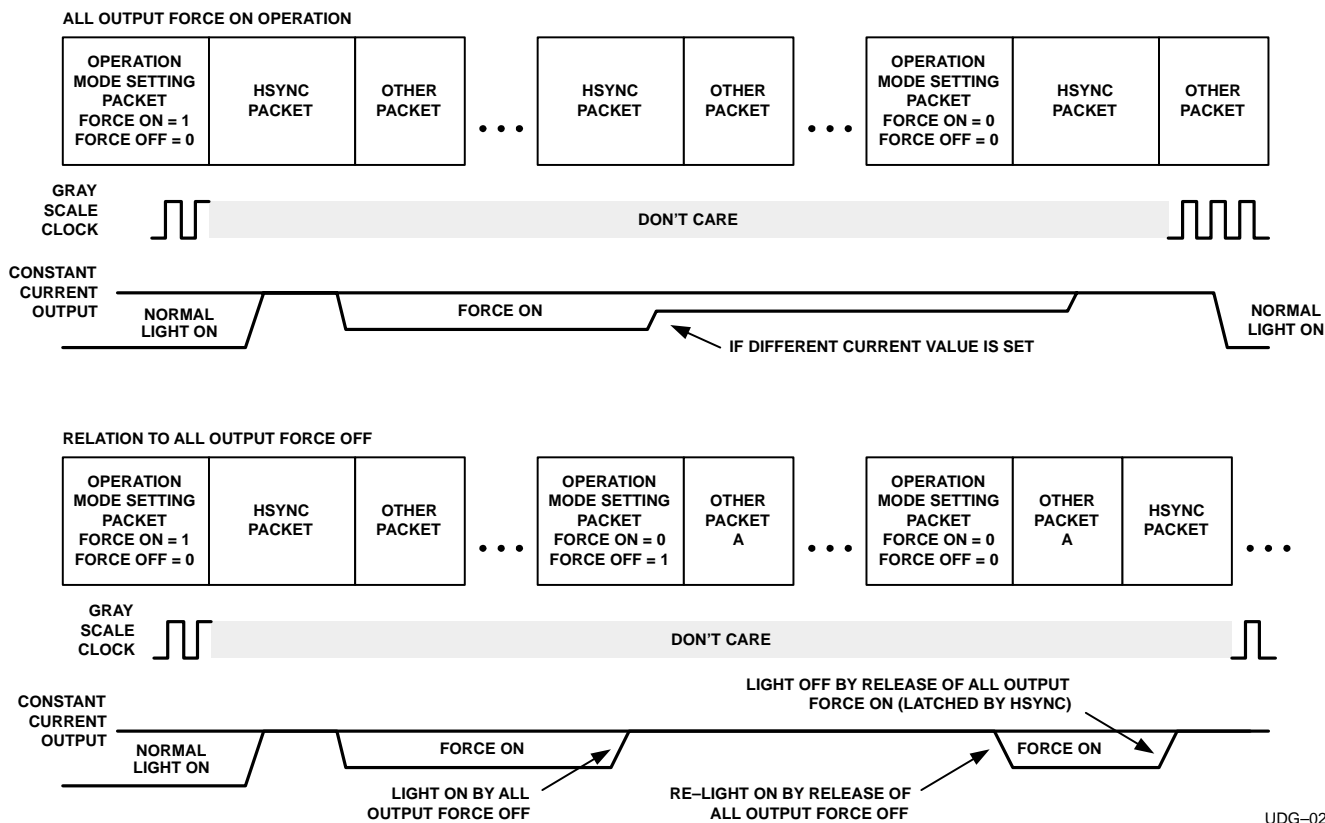 ALL OUTPUT FORCE ON OPERATION
OPERATION
MODE SETTING
PACKET
FORCE ON = 1
FORCE OFF = 0
HSYNC
PACKET
OTHER
PACKET
• • •
HSYNC
PACKET
OTHER
PACKET
• • •
OPERATION
MODE SETTING
PACKET
FORCE ON = 0
FORCE OFF = 0
HSYNC
PACKET
OTHER
PACKET
GRAY
SCALE
CLOCK
DON'T CARE
CONSTANT
CURRENT
OUTPUT
NORMAL
LIGHT ON
FORCE ON
IF DIFFERENT CURRENT VALUE IS SET
NORMAL
LIGHT ON
RELATION TO ALL OUTPUT FORCE OFF
OPERATION
MODE SETTING
PACKET
FORCE ON = 1
FORCE OFF = 0
HSYNC
PACKET
OTHER
PACKET
• • •
OPERATION
MODE SETTING
PACKET
FORCE ON = 0
FORCE OFF = 1
OTHER
PACKET
A
• • •
OPERATION
MODE SETTING
PACKET
FORCE ON = 0
FORCE OFF = 0
OTHER
PACKET
A
HSYNC
PACKET
• • •
GRAY
SCALE
CLOCK
DON'T CARE
LIGHT OFF BY RELEASE OF ALL OUTPUT
FORCE ON (LATCHED BY HSYNC)
CONSTANT
CURRENT
OUTPUT
NORMAL
LIGHT ON
FORCE ON
FORCE ON
LIGHT ON BY ALL
OUTPUT FORCE OFF
RE–LIGHT ON BY RELEASE OF
ALL OUTPUT FORCE OFF
UDG–02